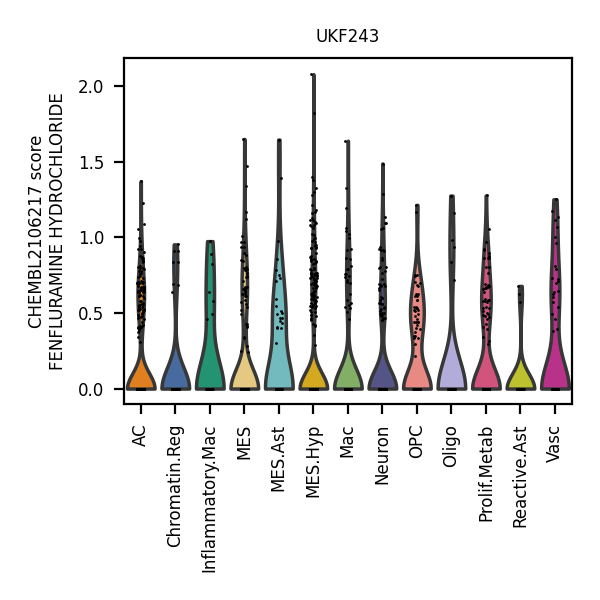 UKF243
CHEMBL2106217 score
FENFLURAMINE HYDROCHLORIDE
2.0
1.5
1.0
0.5
0.0
AC
Chromatin.Reg
Inflammatory.Mac
MES
MES.Ast
MES.Hyp
Mac
Neuron
OPC
Oligo
Prolif.Metab
Reactive.Ast
Vasc